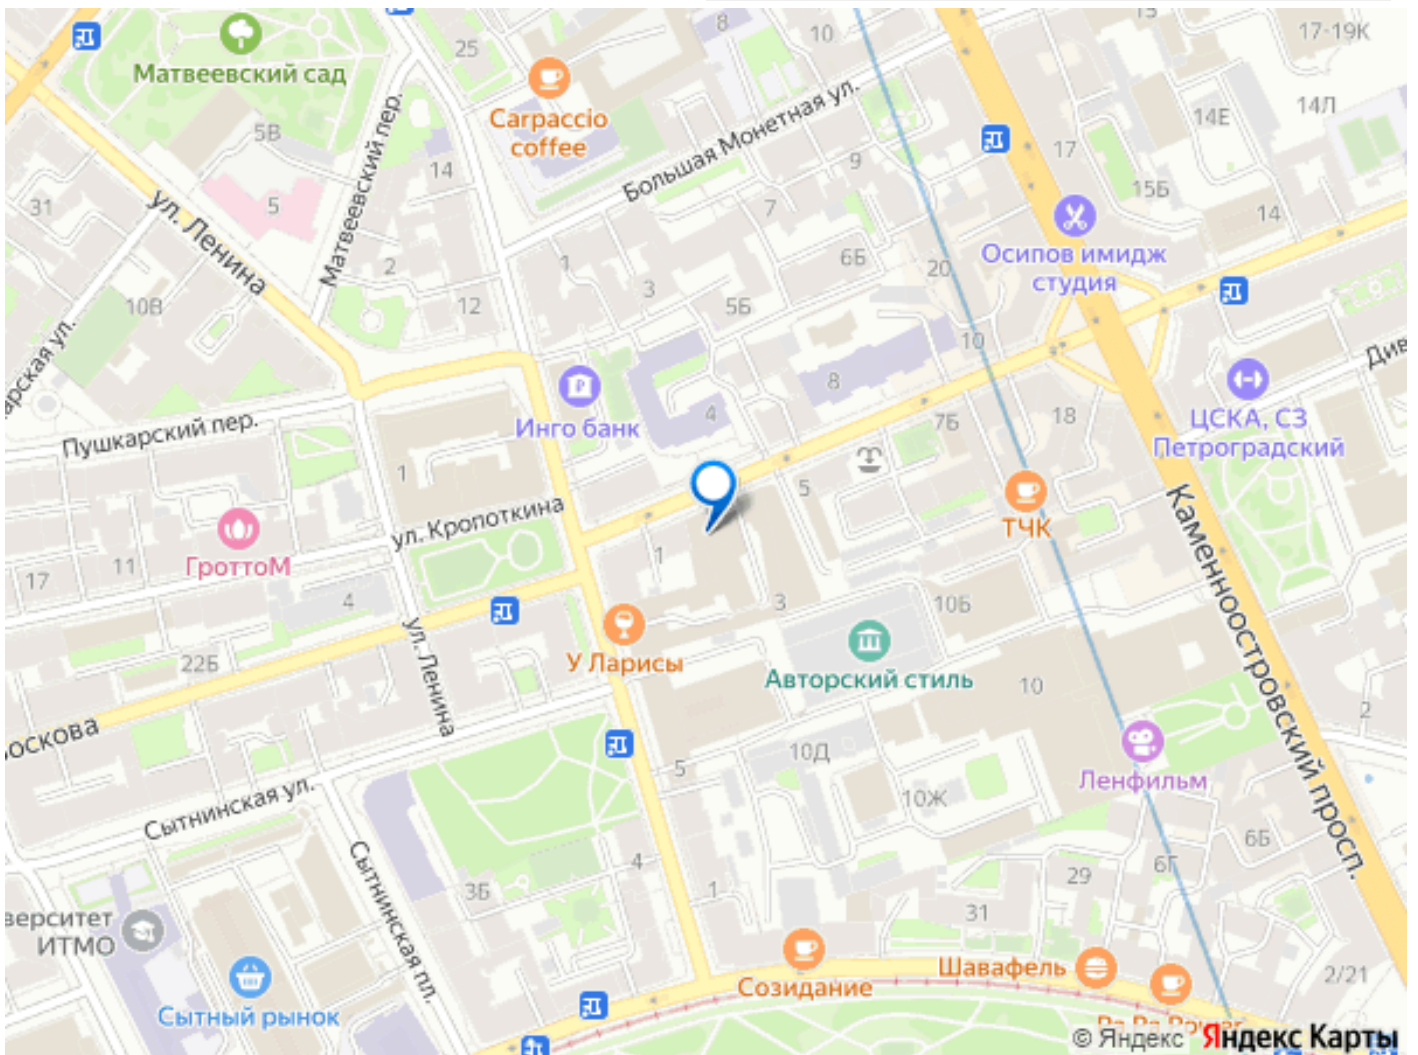 8
10
15
17-19К
25
Матвеевский сад
Carpaccio
coffee
Большая Монетная ул.
14Е
14Л
5В
Матвеевский пер.
14
9
17
15Б
31
5
7
14
ул. Ленина
2
1
3
6Б
20
Осипов имидж
студия
10В
12
5Б
10
Див
8
Инго банк
4
7Б
18
ЦСКА, СЗ
Петроградский
Пушкарский пер.
1
5
ул. Кропоткина
ТЧК
ГроттоМ
17
11
1
Каменноостровский просп.
4
3
10Б
У Ларисы
ул. Ленина
22Б
Авторский стиль
10
2
Сытнинская ул.
5
10Д
Ленфильм
10Ж
4
6Б
3Б
1
29
6Г
31
Сытнинская пл.
верситет
ИТМО
Созидание
Шавафель
2/21
Сытный рынок
© Яндекс Яндекс Карты